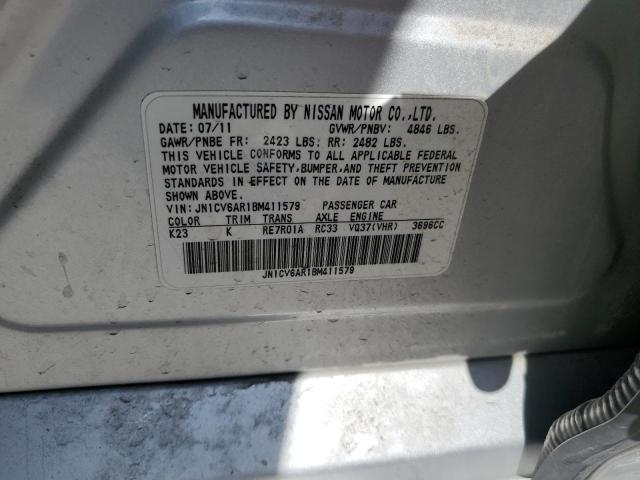 MANUFACTURED BY NISSAN MOTOR CO.,LTD.
DATE: 07/11 GVWR/PNBV: 4846 LBS.
GAWR/PNBE FR: 2423 LBS. RR: 2482 LBS.
THIS VEHICLE CONFORMS TO ALL APPLICABLE FEDERAL
MOTOR VEHICLE SAFETY,BUMPER,AND THEFT PREVENTION
STANDARDS IN EFFECT ON THE DATE OF MANUFACTURE
SHOWN ABOVE.
VIN: JN1CV6AR1BM411579 PASSENGER CAR
COLOR TRIM TRANS AXLE ENGINE
K23 K RE7R01A RC33 VQ37(VHR) 3696CC
JN1CV6AR1BM411579